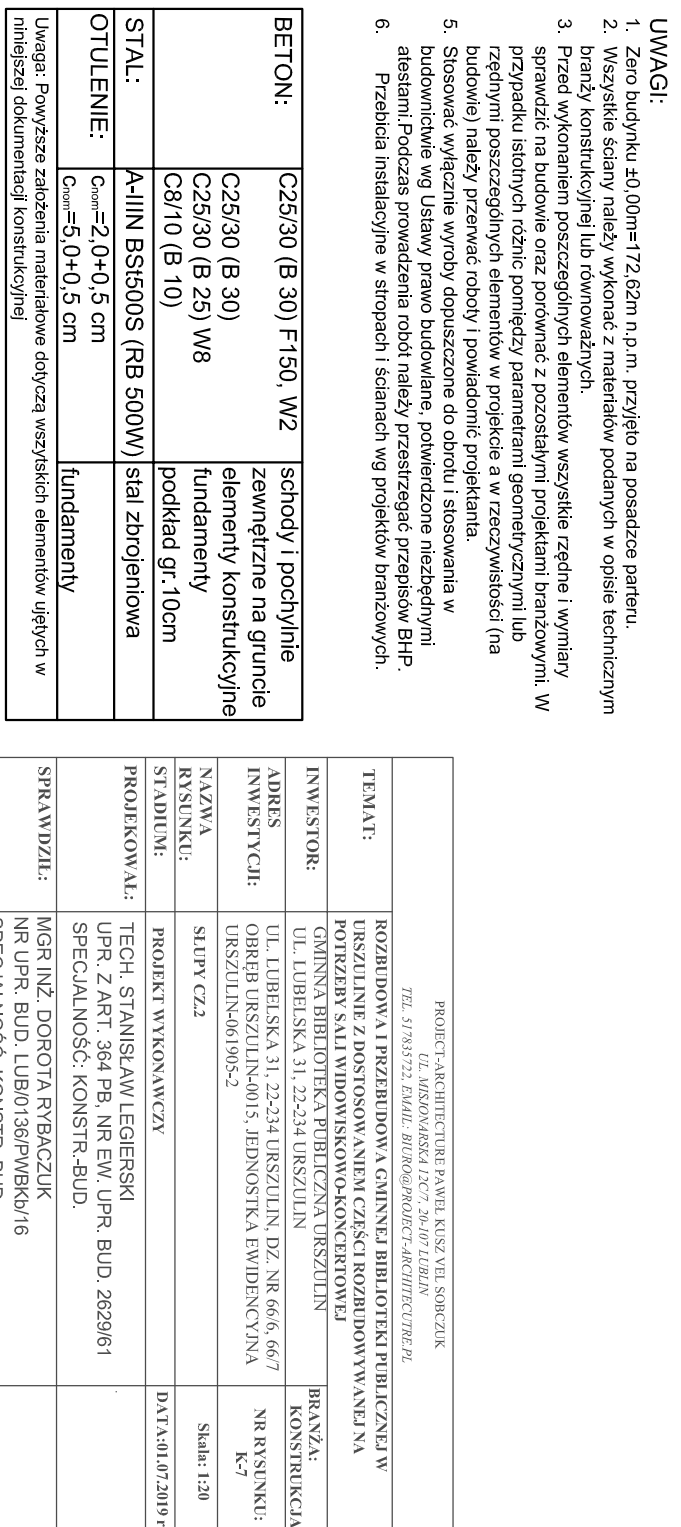 UWAGI:
1. Zero budynku ±0,00m=172,62m n.p.m. przyjęto na posadzce parteru.
2. Wszystkie ściany należy wykonać z materiałów podanych w opisie technicznym
branży konstrukcyjnej lub równoważnych.
3. Przed wykonaniem poszczególnych elementów wszystkie rzędne i wymiary
sprawdzić na budowie oraz porównać z pozostałymi projektami branżowymi. W
przypadku istotnych różnic pomiędzy parametrami geometrycznymi lub
rzędnymi poszczególnych elementów w projekcie a w rzeczywistości (na
budowie) należy przerwać roboty i powiadomić projektanta.
5. Stosować wyłącznie wyroby dopuszczone do obrotu i stosowania w
budownictwie wg Ustawy prawo budowlane, potwierdzone niezbędnymi
atestami.Podczas prowadzenia robót należy przestrzegać przepisów BHP.
6. Przebicia instalacyjne w stropach i ścianach wg projektów branżowych.
BETON:
C25/30 (B 30) F150, W2
schody i pochylnie
zewnętrzne na gruncie
C25/30 (B 30)
elementy konstrukcyjne
C25/30 (B 25) W8
fundamenty
C8/10 (B 10)
podkład gr.10cm
STAL:
A-IIIN BSt500S (RB 500W)
stal zbrojeniowa
OTULENIE:
Cnom=2,0+0,5 cm
Cnom=5,0+0,5 cm
fundamenty
Uwaga: Powyższe założenia materiałowe dotyczą wszytskich elementów ujętych w
niniejszej dokumentacji konstrukcyjnej
PROJECT-ARCHITECTURE PAWEŁ KUSZ VEL SOBCZUK
UL. MISJONARSKA 12C/7, 20-107 LUBLIN
TEL. 517835722, EMAIL: BIURO@PROJECT-ARCHITECUTRE.PL
TEMAT:
ROZBUDOWA I PRZEBUDOWA GMINNEJ BIBLIOTEKI PUBLICZNEJ W
URSZULINIE Z DOSTOSOWANIEM CZĘŚCI ROZBUDOWYWANEJ NA
POTRZEBY SALI WIDOWISKOWO-KONCERTOWEJ
INWESTOR:
GMINNA BIBLIOTEKA PUBLICZNA URSZULIN
UL. LUBELSKA 31, 22-234 URSZULIN
BRANŻA:
KONSTRUKCJA
ADRES
INWESTYCJI:
UL. LUBELSKA 31, 22-234 URSZULIN, DZ. NR 66/6, 66/7
OBRĘB URSZULIN-0015, JEDNOSTKA EWIDENCYJNA
URSZULIN-061905-2
NR RYSUNKU:
K-7
NAZWA
RYSUNKU:
SŁUPY CZ.2
Skala: 1:20
STADIUM:
PROJEKT WYKONAWCZY
DATA:01.07.2019 r
PROJEKOWAŁ:
TECH. STANISŁAW LEGIERSKI
UPR. Z ART. 364 PB, NR EW. UPR. BUD. 2629/61
SPECJALNOŚĆ: KONSTR.-BUD.
SPRAWDZIŁ:
MGR INŻ. DOROTA RYBACZUK
NR UPR. BUD. LUB/0136/PWBKb/16